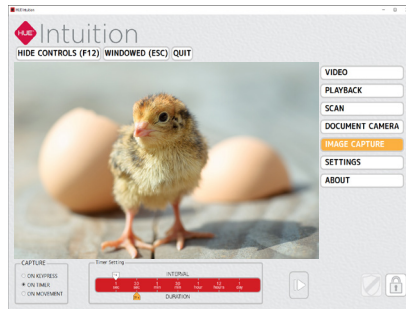 HUE Intuition
HUE
Intuition
HIDE CONTROLS (F12) WINDOWED (ESC) QUIT
VIDEO
PLAYBACK
SCAN
DOCUMENT CAMERA
IMAGE CAPTURE
SETTINGS
ABOUT
CAPTURE
ON KEYPRESS
ON TIMER
ON MOVEMENT
Timer Setting
INTERVAL
DURATION